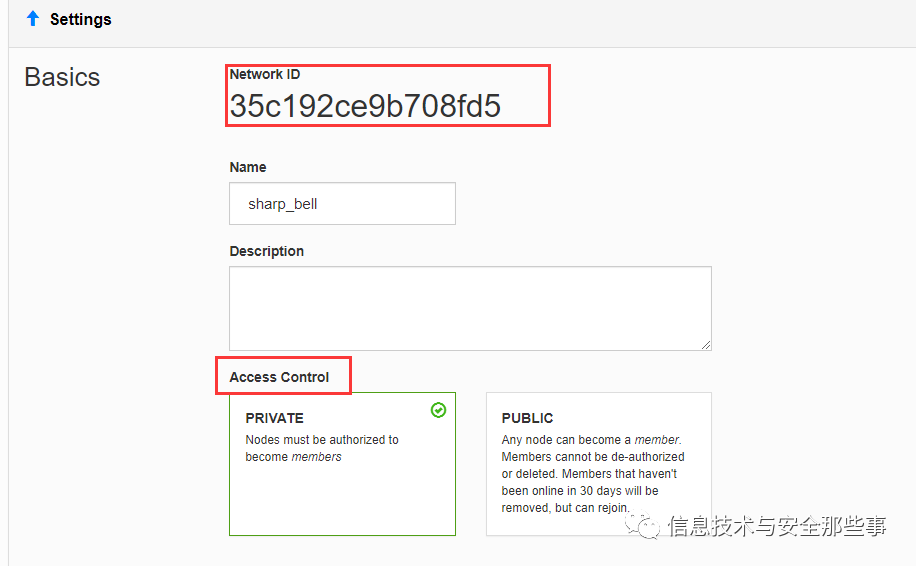 Settings
Basics
Network ID
35c192ce9b708fd5
Name
sharp_bell
Description
Access Control
PRIVATE
Nodes must be authorized to
become members
PUBLIC
Any node can become a member.
Members cannot be de-authorized
or deleted. Members that haven't
been online in 30 days will be
removed, but can rejoin.
信息技术与安全那些事